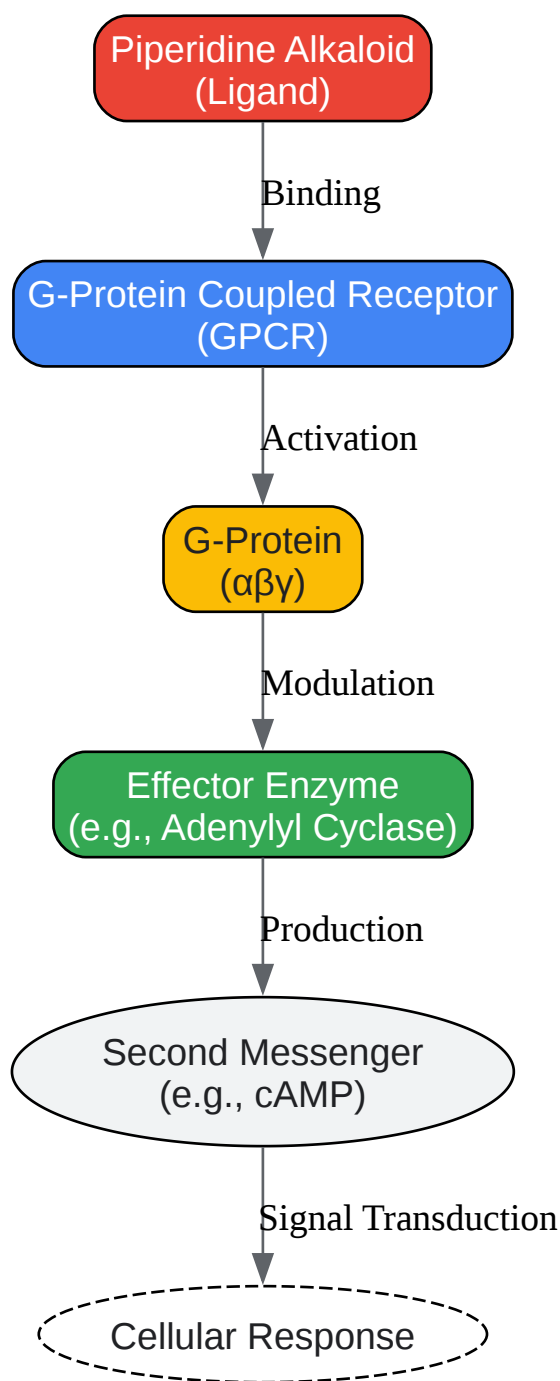 Piperidine Alkaloid
(Ligand)
Binding
G-Protein Coupled Receptor
(GPCR)
Activation
G-Protein
(αβγ)
Modulation
Effector Enzyme
(e.g., Adenylyl Cyclase)
Production
Second Messenger
(e.g., cAMP)
Signal Transduction
Cellular Response